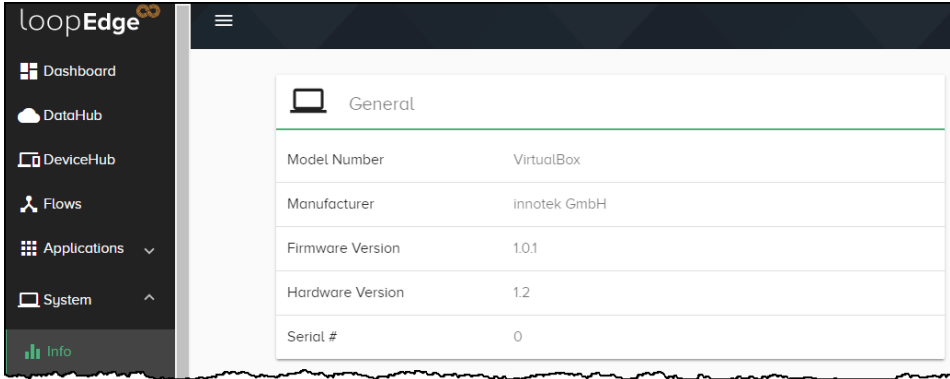 loopEdge
Dashboard
DataHub
DeviceHub
Flows
Applications
System
Info
General
Model Number VirtualBox
Manufacturer innotek GmbH
Firmware Version 1.0.1
Hardware Version 1.2
Serial # 0